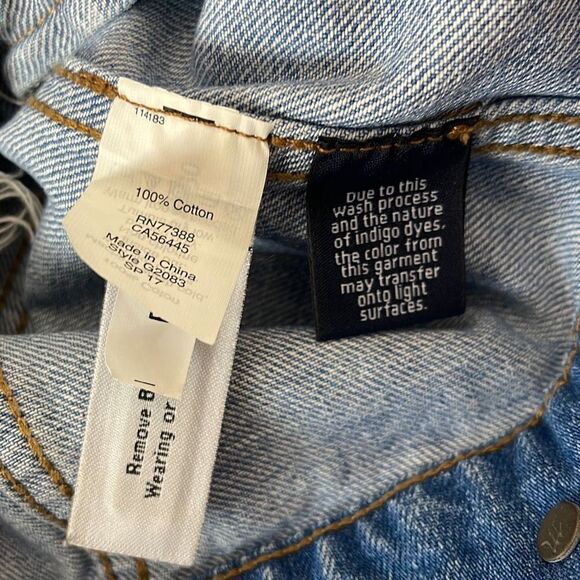 114183
100% Cotton
RN77388
CA56445
Made in China
Style G2083
SP 17
Remove
Wearing or
Due to this
wash process
and the nature
of indigo dyes,
the color from
this garment
may transfer
onto light
surfaces.